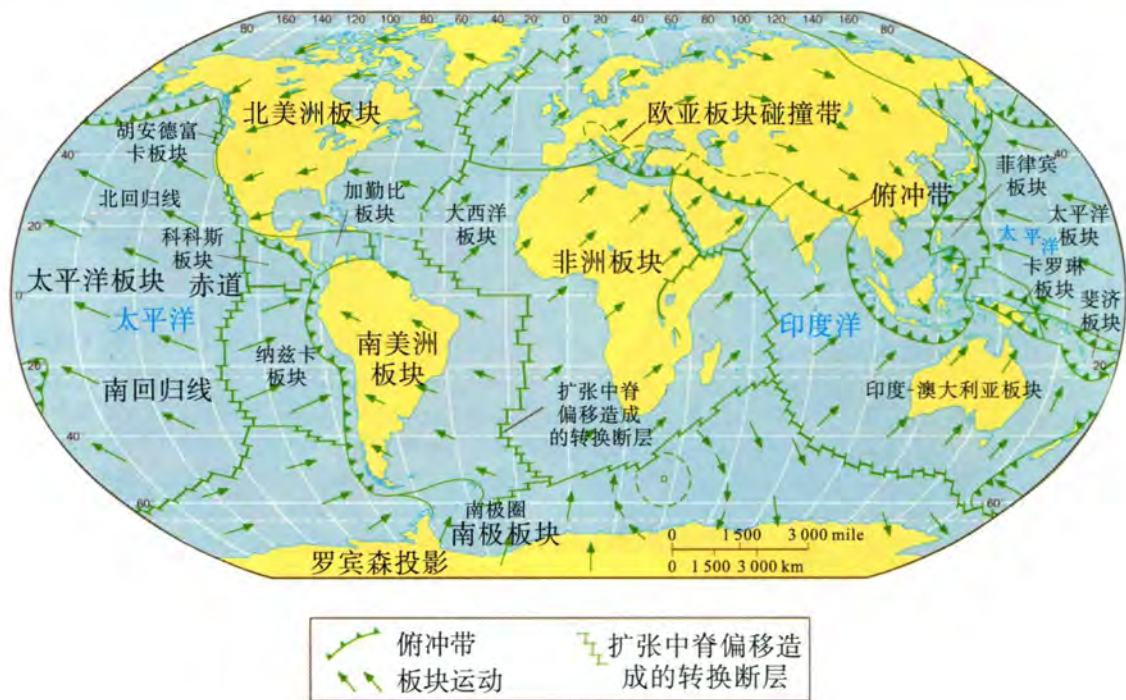 160 140 120 100 80 60 40 20 0 20 40 60 80 100 120 140 160
80
80
北美洲板块
欧亚板块碰撞带
胡安德富
卡板块
菲律宾
板块
40
40
北回归线
加勒比
板块
大西洋
板块
俯冲带
太平洋
板块
太平洋
20
20
科科斯
板块
非洲板块
卡罗琳
板块
太平洋板块
赤道
0
0
斐济
板块
太平洋
印度洋
纳兹卡
板块
南美洲
板块
20
20
南回归线
扩张中脊
偏移造成
的转换断层
印度-澳大利亚板块
40
40
60
60
南极圈
南极板块
0 1 500 3 000 mile
0 1 500 3 000 km
罗宾森投影
俯冲带
板块运动
扩张中脊偏移造
成的转换断层